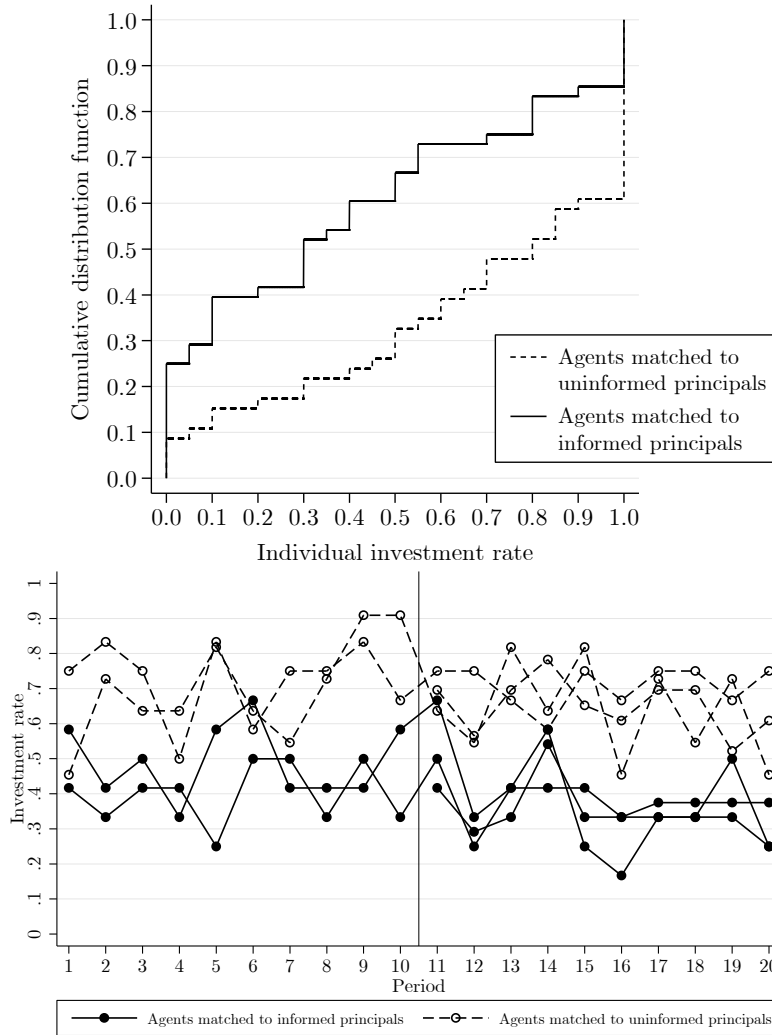 Cumulative distribution function
1.0
0.9
0.8
0.7
0.6
0.5
0.4
0.3
0.2
0.1
0.0
0.0 0.1 0.2 0.3 0.4 0.5 0.6 0.7 0.8 0.9 1.0
Individual investment rate
Agents matched to
uninformed principals
Agents matched to
informed principals
Investment rate
1
.9
.8
.7
.6
.5
.4
.3
.2
.1
0
1 2 3 4 5 6 7 8 9 10 11 12 13 14 15 16 17 18 19 20
Period
Agents matched to informed principals Agents matched to uninformed principals